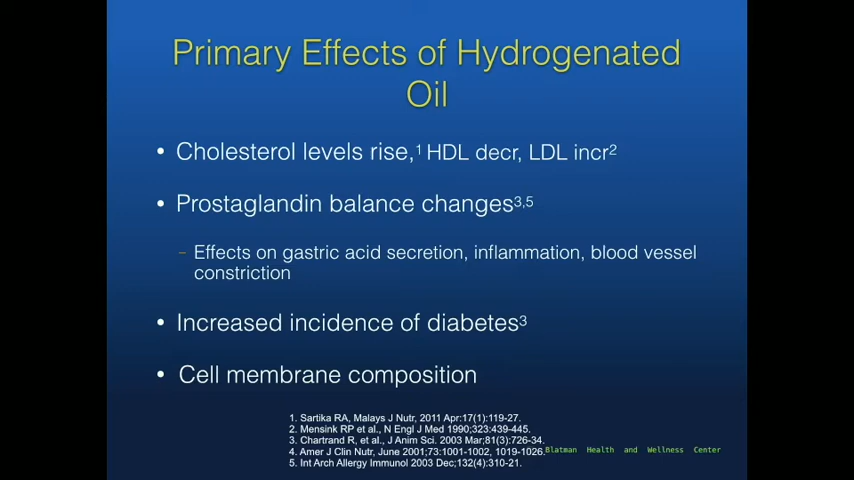 Primary Effects of Hydrogenated
Oil
• Cholesterol levels rise,¹ HDL decr, LDL incr²
• Prostaglandin balance changes³,⁵
– Effects on gastric acid secretion, inflammation, blood vessel
constriction
• Increased incidence of diabetes³
• Cell membrane composition
1. Sartika RA, Malays J Nutr, 2011 Apr:17(1):119-27.
2. Mensink RP et al., N Engl J Med 1990;323:439-445.
3. Chartrand R, et al., J Anim Sci. 2003 Mar;81(3):726-34.
4. Amer J Clin Nutr, June 2001;73:1001-1002, 1019-1026.
5. Int Arch Allergy Immunol 2003 Dec;132(4):310-21.
Blatman Health and Wellness Center